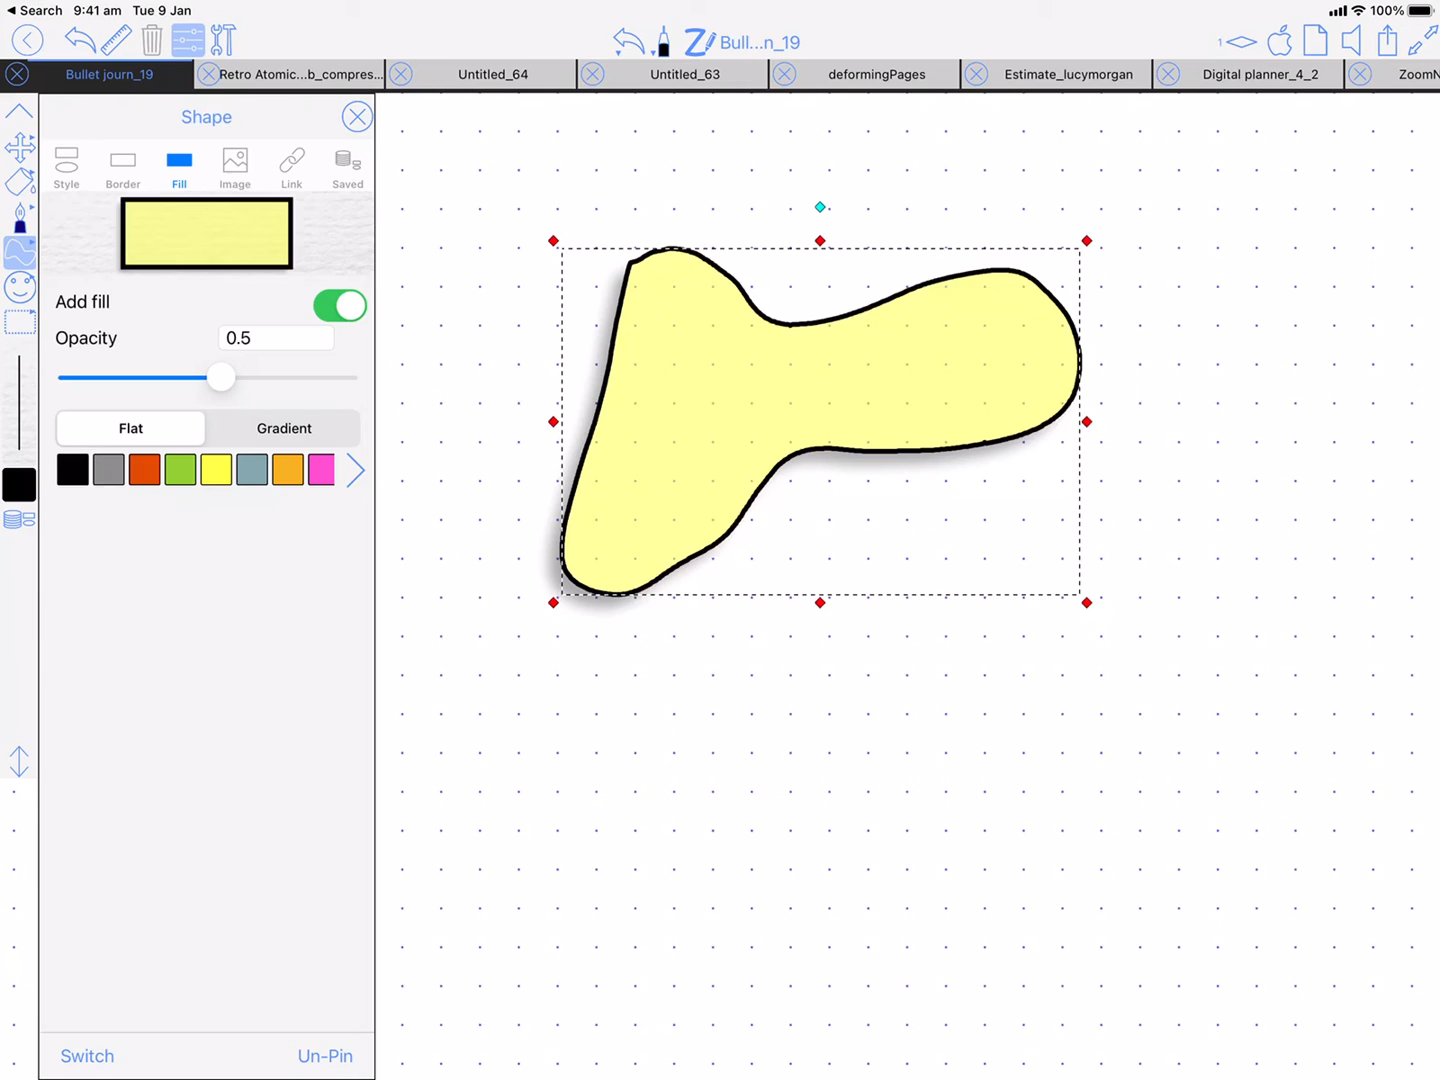 Search 9:41 am Tue 9 Jan 100%
Bull...n_19
1
Bullet journ_19 Retro Atomic...b_compres... Untitled_64 Untitled_63 deformingPages Estimate_lucymorgan Digital planner_4_2 ZoomN
Shape
Style Border Fill Image Link Saved
Add fill
Opacity 0.5
Flat Gradient
Switch Un-Pin